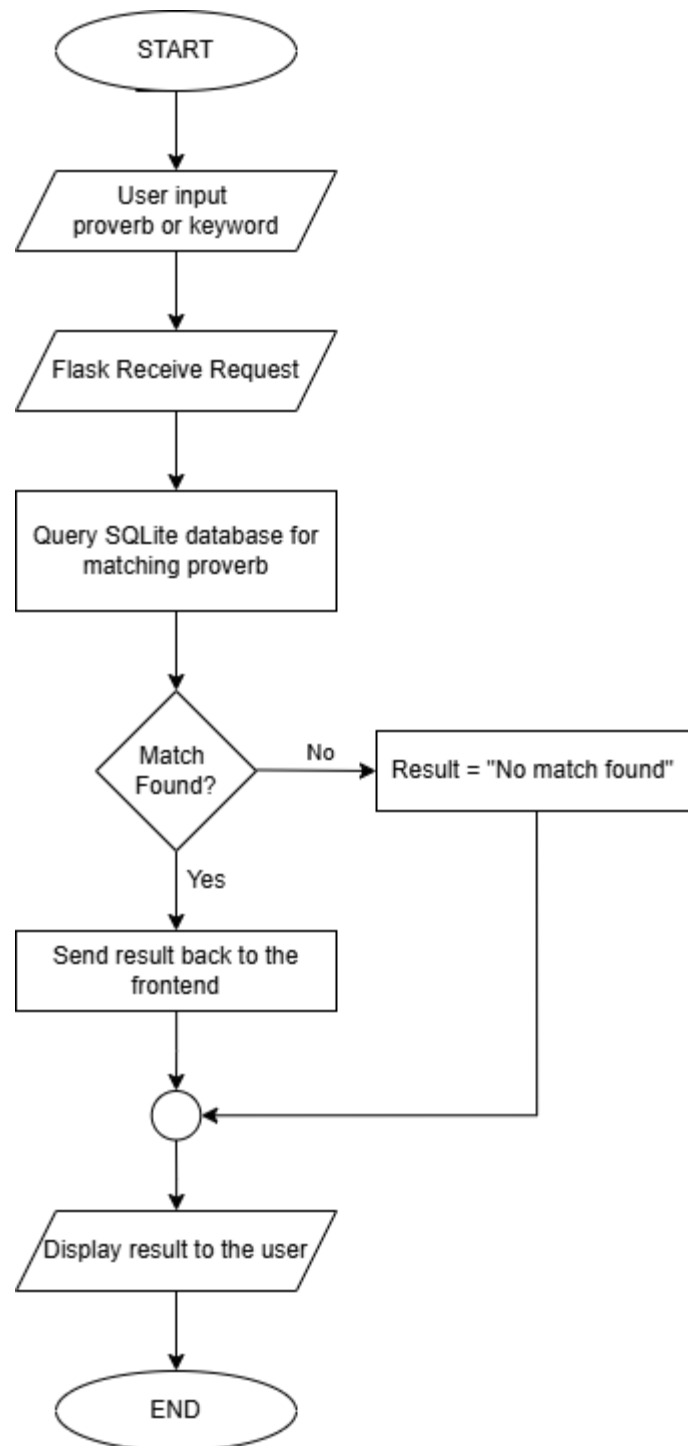 START
User input
proverb or keyword
Flask Receive Request
Query SQLite database for
matching proverb
Match
Found?
No
Result = "No match found"
Yes
Send result back to the
frontend
Display result to the user
END